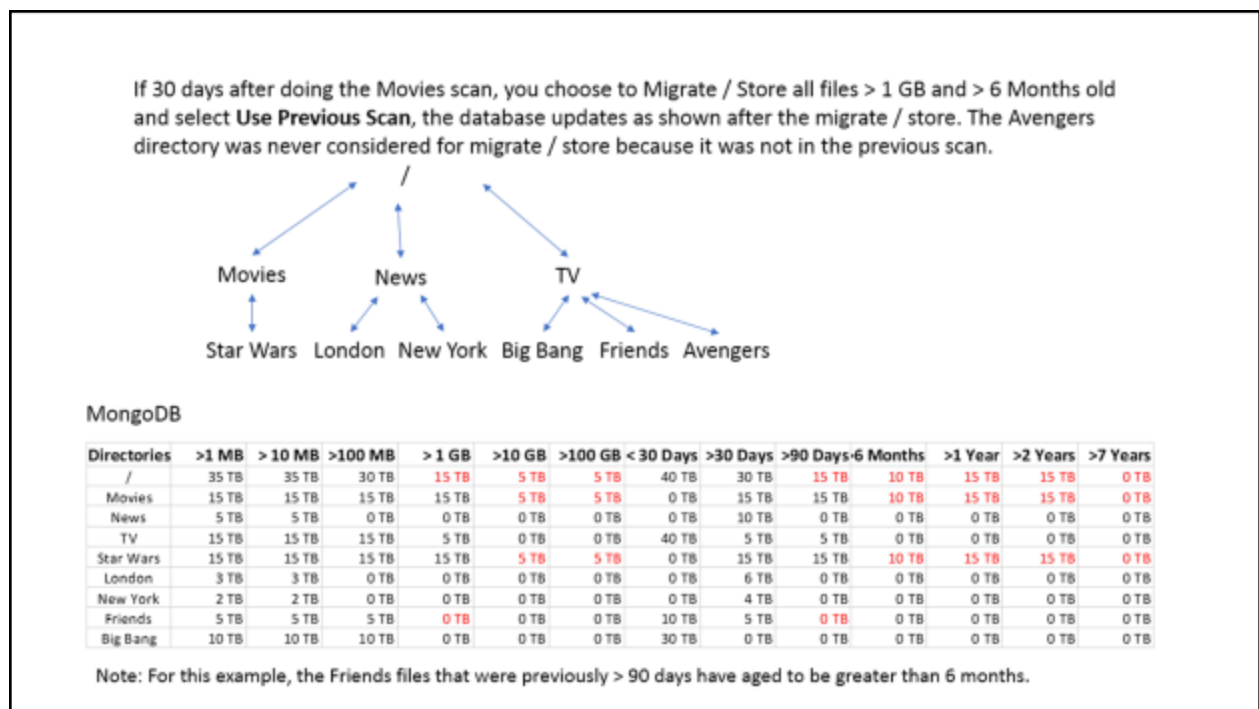 If 30 days after doing the Movies scan, you choose to Migrate / Store all files > 1 GB and > 6 Months old
and select Use Previous Scan, the database updates as shown after the migrate / store. The Avengers
directory was never considered for migrate / store because it was not in the previous scan.
/
Movies News TV
Star Wars London New York Big Bang Friends Avengers
MongoDB
Directories >1 MB > 10 MB >100 MB > 1 GB >10 GB >100 GB < 30 Days >30 Days >90 Days 6 Months >1 Year >2 Years >7 Years
/ 35 TB 35 TB 30 TB 15 TB 5 TB 5 TB 40 TB 30 TB 15 TB 10 TB 15 TB 15 TB 0 TB
Movies 15 TB 15 TB 15 TB 15 TB 5 TB 5 TB 0 TB 15 TB 15 TB 10 TB 15 TB 15 TB 0 TB
News 5 TB 5 TB 0 TB 0 TB 0 TB 0 TB 0 TB 10 TB 0 TB 0 TB 0 TB 0 TB 0 TB
TV 15 TB 15 TB 15 TB 5 TB 0 TB 0 TB 40 TB 5 TB 5 TB 0 TB 0 TB 0 TB 0 TB
Star Wars 15 TB 15 TB 15 TB 15 TB 5 TB 5 TB 0 TB 15 TB 15 TB 10 TB 15 TB 15 TB 0 TB
London 3 TB 3 TB 0 TB 0 TB 0 TB 0 TB 0 TB 6 TB 0 TB 0 TB 0 TB 0 TB 0 TB
New York 2 TB 2 TB 0 TB 0 TB 0 TB 0 TB 0 TB 4 TB 0 TB 0 TB 0 TB 0 TB 0 TB
Friends 5 TB 5 TB 5 TB 0 TB 0 TB 0 TB 10 TB 5 TB 0 TB 0 TB 0 TB 0 TB 0 TB
Big Bang 10 TB 10 TB 10 TB 0 TB 0 TB 0 TB 30 TB 0 TB 0 TB 0 TB 0 TB 0 TB 0 TB
Note: For this example, the Friends files that were previously > 90 days have aged to be greater than 6 months.